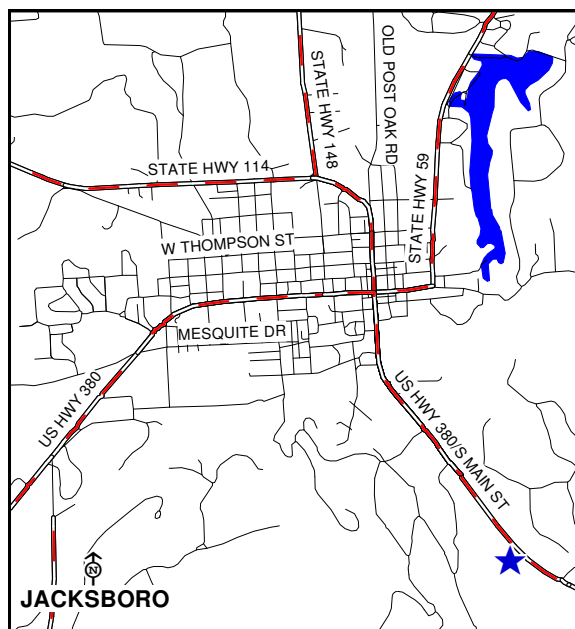 OLD POST OAK RD
STATE HWY 148
STATE HWY 59
STATE HWY 114
W THOMPSON ST
MESQUITE DR
US HWY 380
US HWY 380/S MAIN ST
N
JACKSBORO